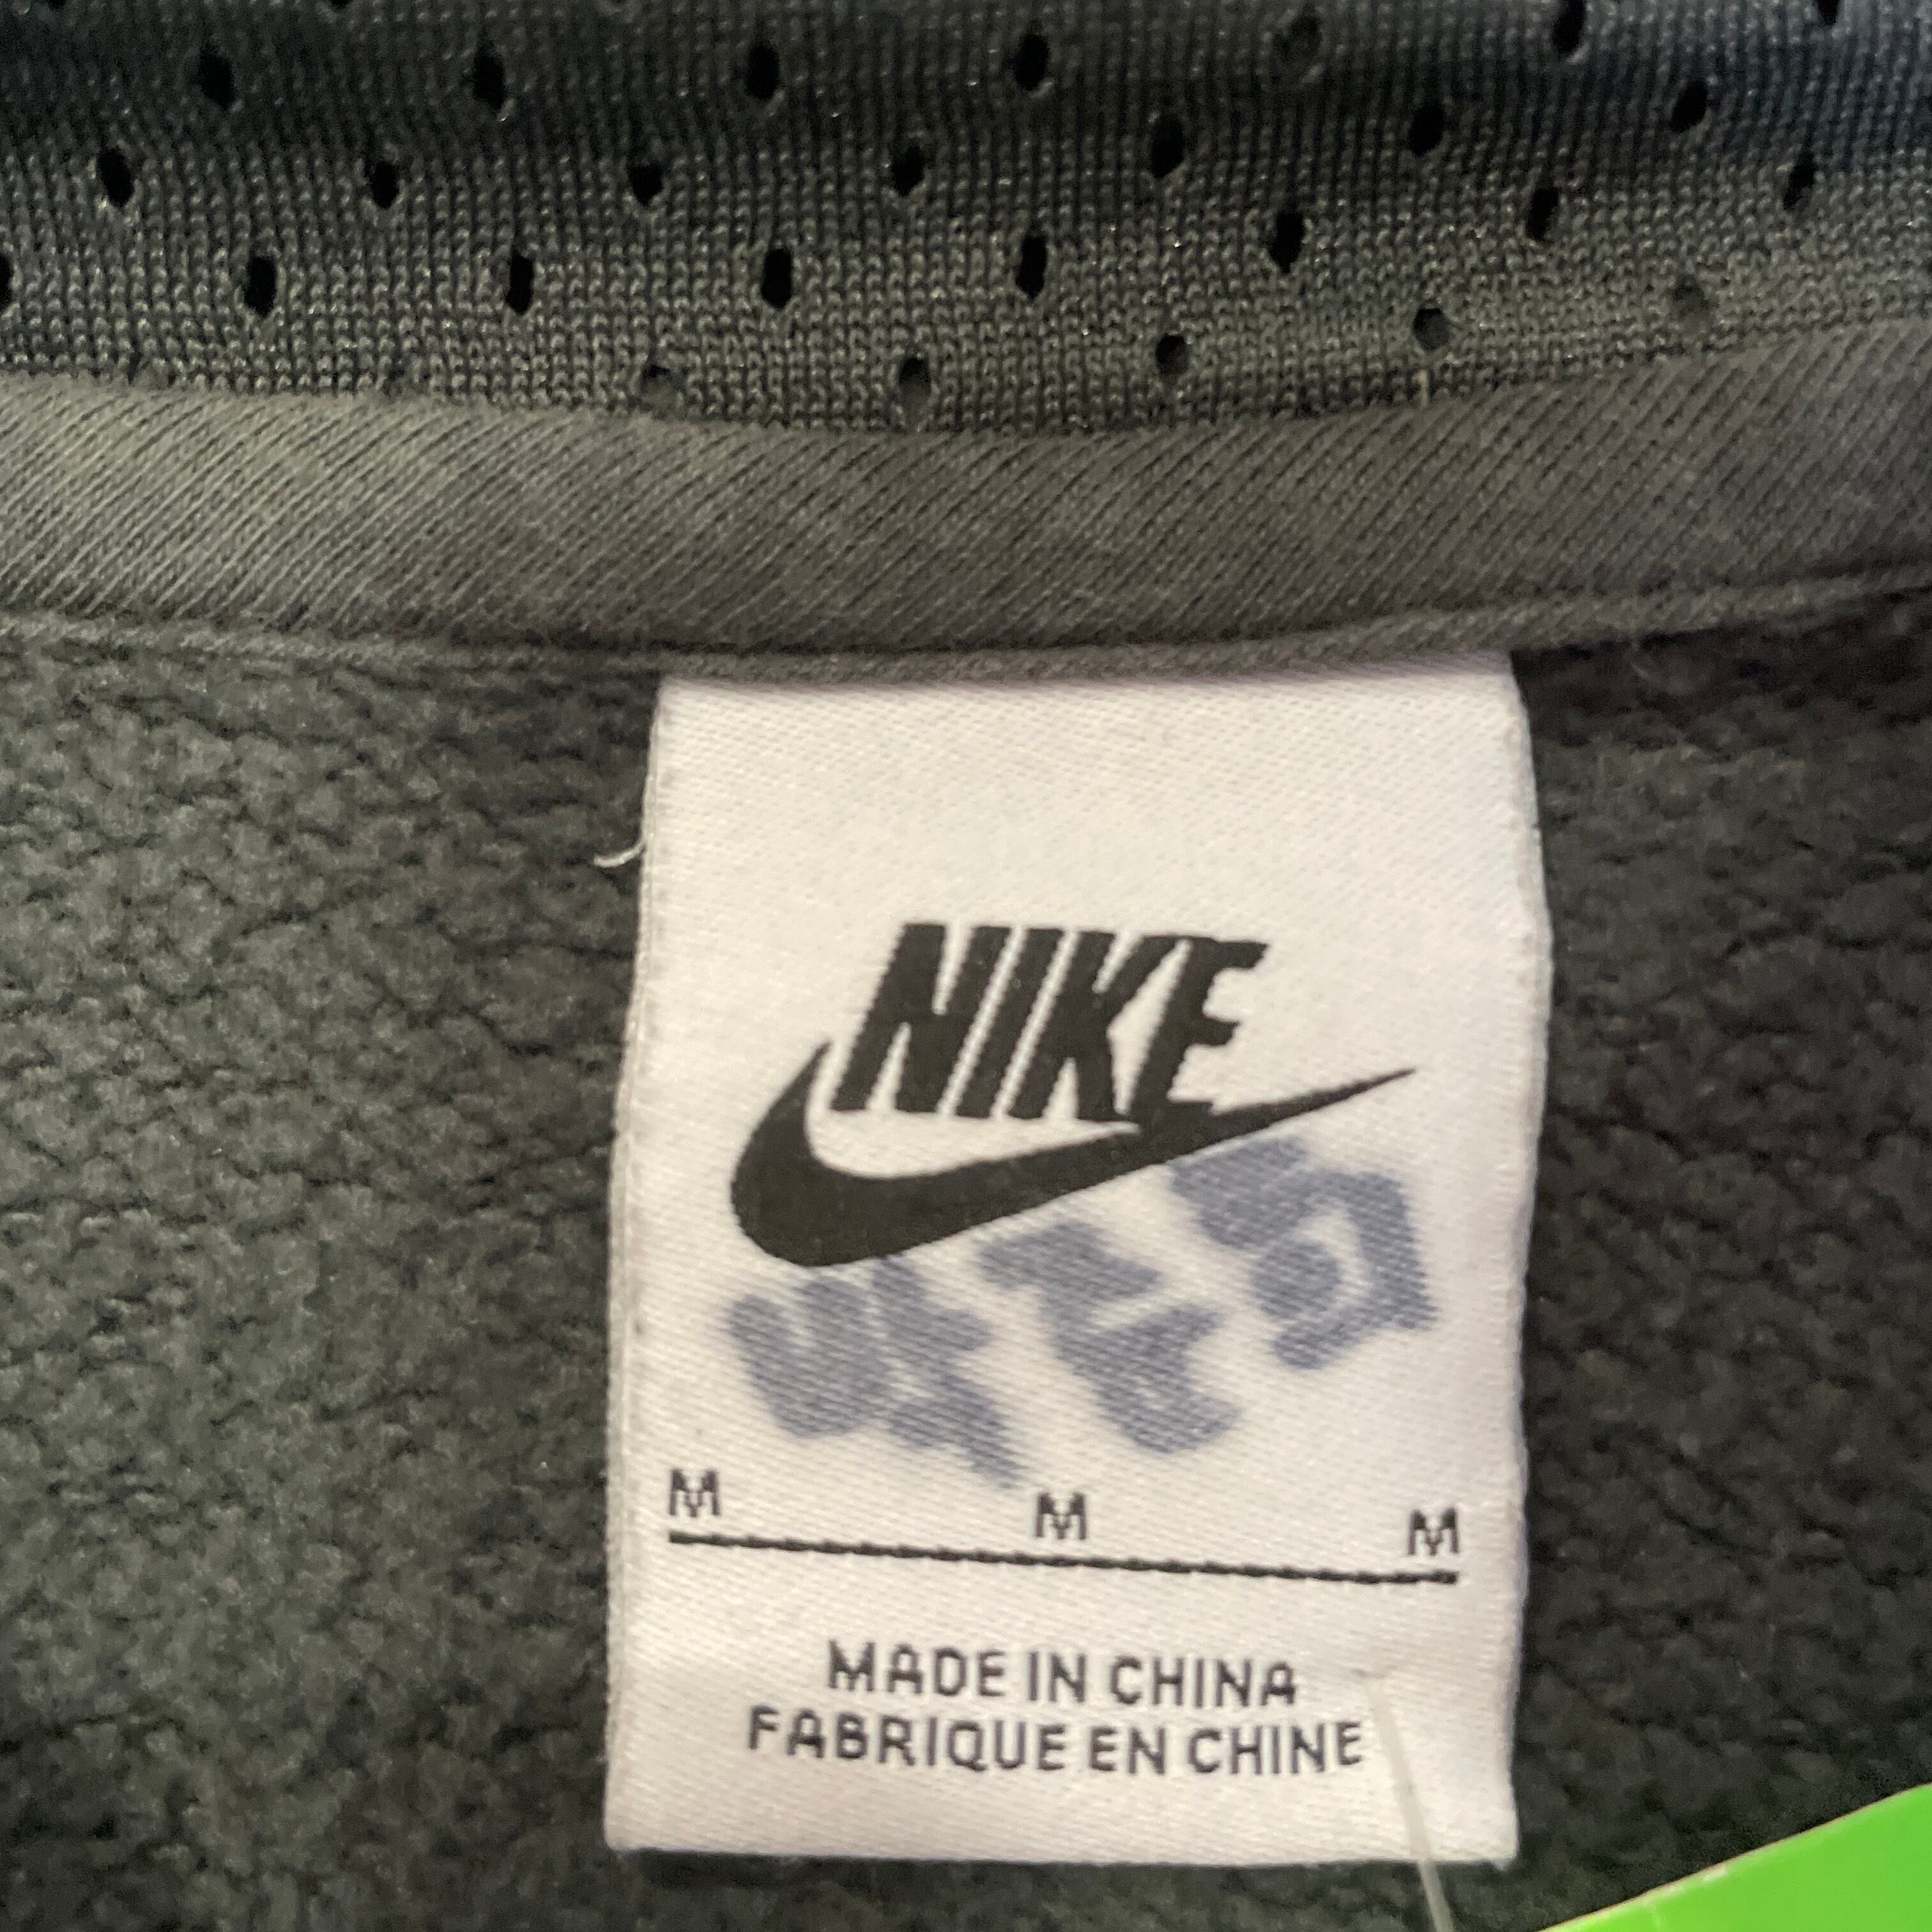 NIKE
M M M
MADE IN CHINA
FABRIQUE EN CHINE